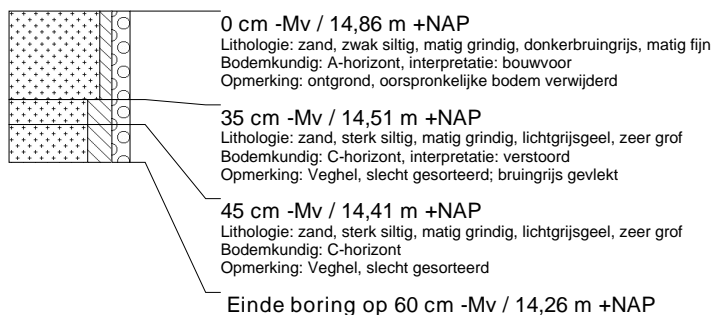 0 cm -Mv / 14,86 m +NAP
Lithologie: zand, zwak siltig, matig grindig, donkerbruingrijs, matig fijn
Bodemkundig: A-horizont, interpretatie: bouwvoor
Opmerking: ontgrond, oorspronkelijke bodem verwijderd
35 cm -Mv / 14,51 m +NAP
Lithologie: zand, sterk siltig, matig grindig, lichtgrijsgeel, zeer grof
Bodemkundig: C-horizont, interpretatie: verstoord
Opmerking: Veghel, slecht gesorteerd; bruingrijs gevlekt
45 cm -Mv / 14,41 m +NAP
Lithologie: zand, sterk siltig, matig grindig, lichtgrijsgeel, zeer grof
Bodemkundig: C-horizont
Opmerking: Veghel, slecht gesorteerd
Einde boring op 60 cm -Mv / 14,26 m +NAP